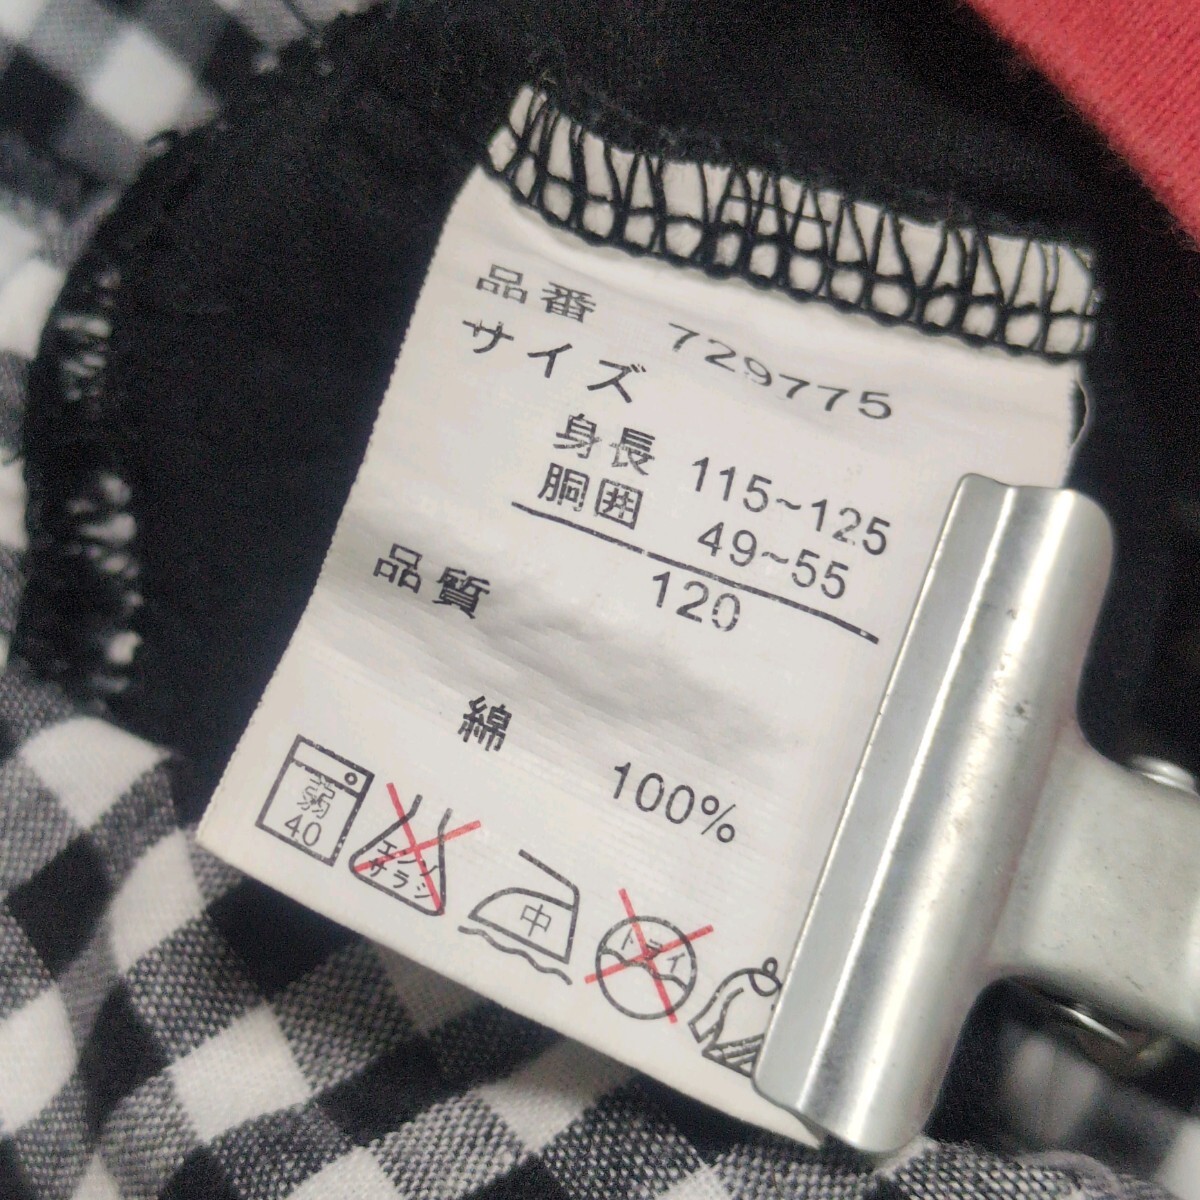 品番 729775
サイズ
身長 115~125
胴囲 49~55
120
品質
綿 100%
弱
40
エンソ
サラシ
中
ドライ